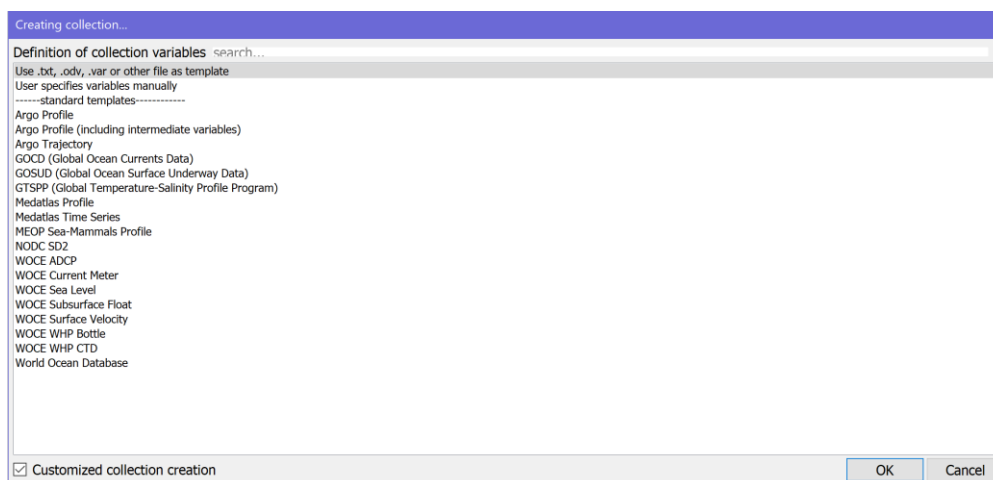 Creating collection...
Definition of collection variables search...
Use .txt, .odv, .var or other file as template
User specifies variables manually
------standard templates------------
Argo Profile
Argo Profile (including intermediate variables)
Argo Trajectory
GOCD (Global Ocean Currents Data)
GOSUD (Global Ocean Surface Underway Data)
GTSPP (Global Temperature-Salinity Profile Program)
Medatlas Profile
Medatlas Time Series
MEOP Sea-Mammals Profile
NODC SD2
WOCE ADCP
WOCE Current Meter
WOCE Sea Level
WOCE Subsurface Float
WOCE Surface Velocity
WOCE WHP Bottle
WOCE WHP CTD
World Ocean Database
Customized collection creation OK Cancel